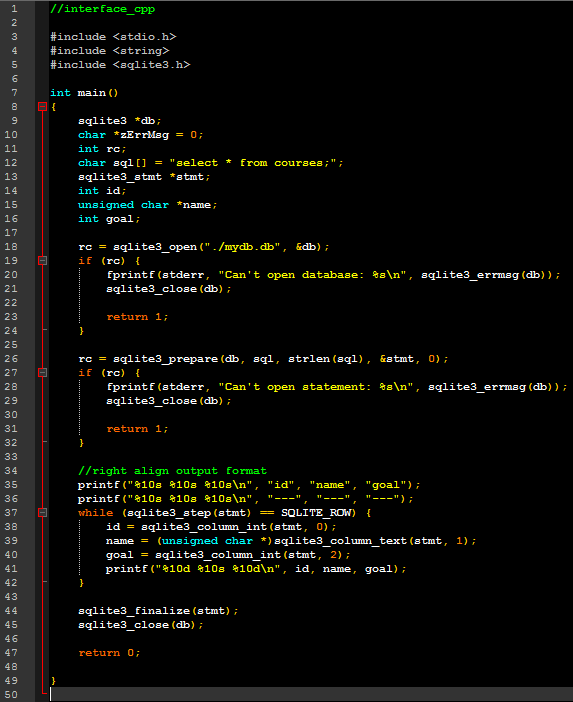 1 //interface_cpp
2
3 #include <stdio.h>
4 #include <string>
5 #include <sqlite3.h>
6
7 int main()
8 {
9     sqlite3 *db;
10     char *zErrMsg = 0;
11     int rc;
12     char sql[] = "select * from courses;";
13     sqlite3_stmt *stmt;
14     int id;
15     unsigned char *name;
16     int goal;
17
18     rc = sqlite3_open("./mydb.db", &db);
19     if (rc) {
20         fprintf(stderr, "Can't open database: %s\n", sqlite3_errmsg(db));
21         sqlite3_close(db);
22
23         return 1;
24     }
25
26     rc = sqlite3_prepare(db, sql, strlen(sql), &stmt, 0);
27     if (rc) {
28         fprintf(stderr, "Can't open statement: %s\n", sqlite3_errmsg(db));
29         sqlite3_close(db);
30
31         return 1;
32     }
33
34     //right align output format
35     printf("%10s %10s %10s\n", "id", "name", "goal");
36     printf("%10s %10s %10s\n", "---", "---", "---");
37     while (sqlite3_step(stmt) == SQLITE_ROW) {
38         id = sqlite3_column_int(stmt, 0);
39         name = (unsigned char *)sqlite3_column_text(stmt, 1);
40         goal = sqlite3_column_int(stmt, 2);
41         printf("%10d %10s %10d\n", id, name, goal);
42     }
43
44     sqlite3_finalize(stmt);
45     sqlite3_close(db);
46
47     return 0;
48
49 }
50